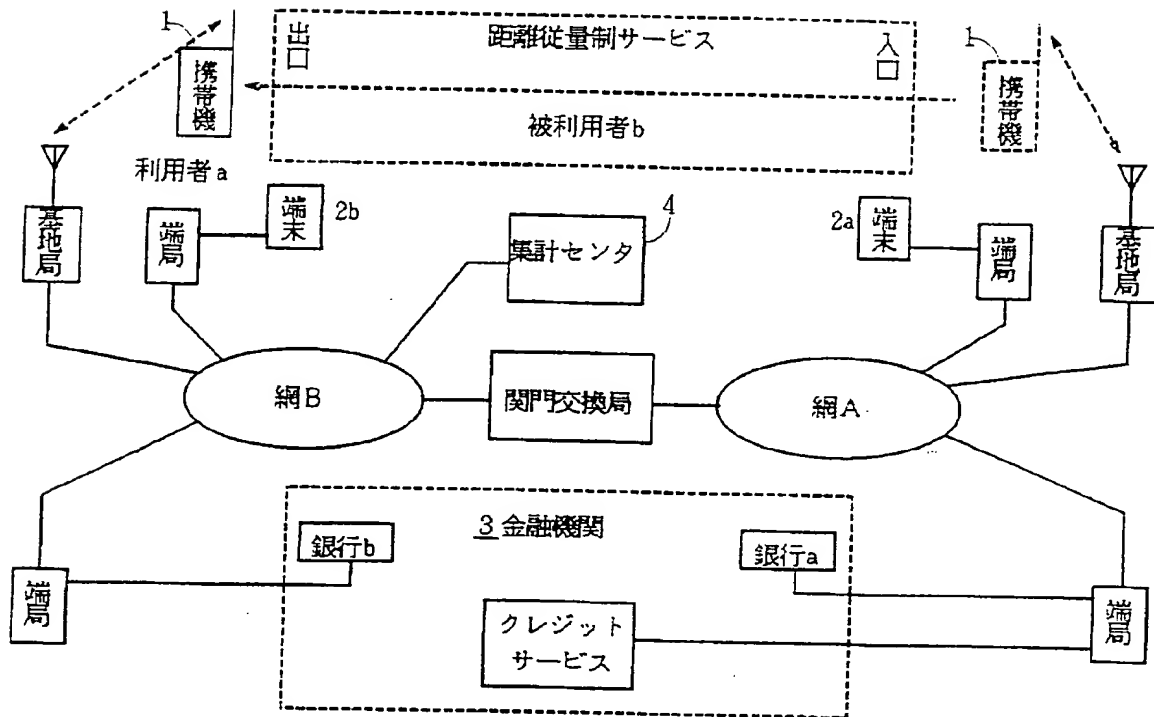 1
携帯機
出口
距離従量制サービス
入口
1
携帯機
被利用者b
利用者a
基地局
端局
端末
2b
集計センタ
4
2a
端末
端局
基地局
網B
関門交換局
網A
3 金融機関
銀行b
銀行a
端局
クレジット
サービス
端局